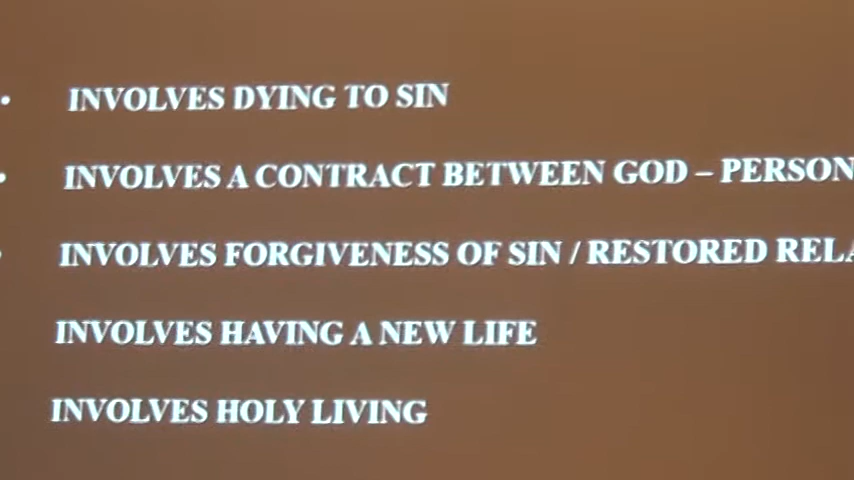 • INVOLVES DYING TO SIN
• INVOLVES A CONTRACT BETWEEN GOD – PERSON
• INVOLVES FORGIVENESS OF SIN / RESTORED
INVOLVES HAVING A NEW LIFE
INVOLVES HOLY LIVING